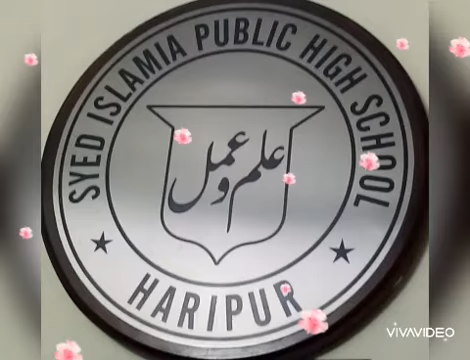 SYED ISLAMIA PUBLIC HIGH SCHOOL
علم و عمل
HARIPUR
VIVAVIDEO